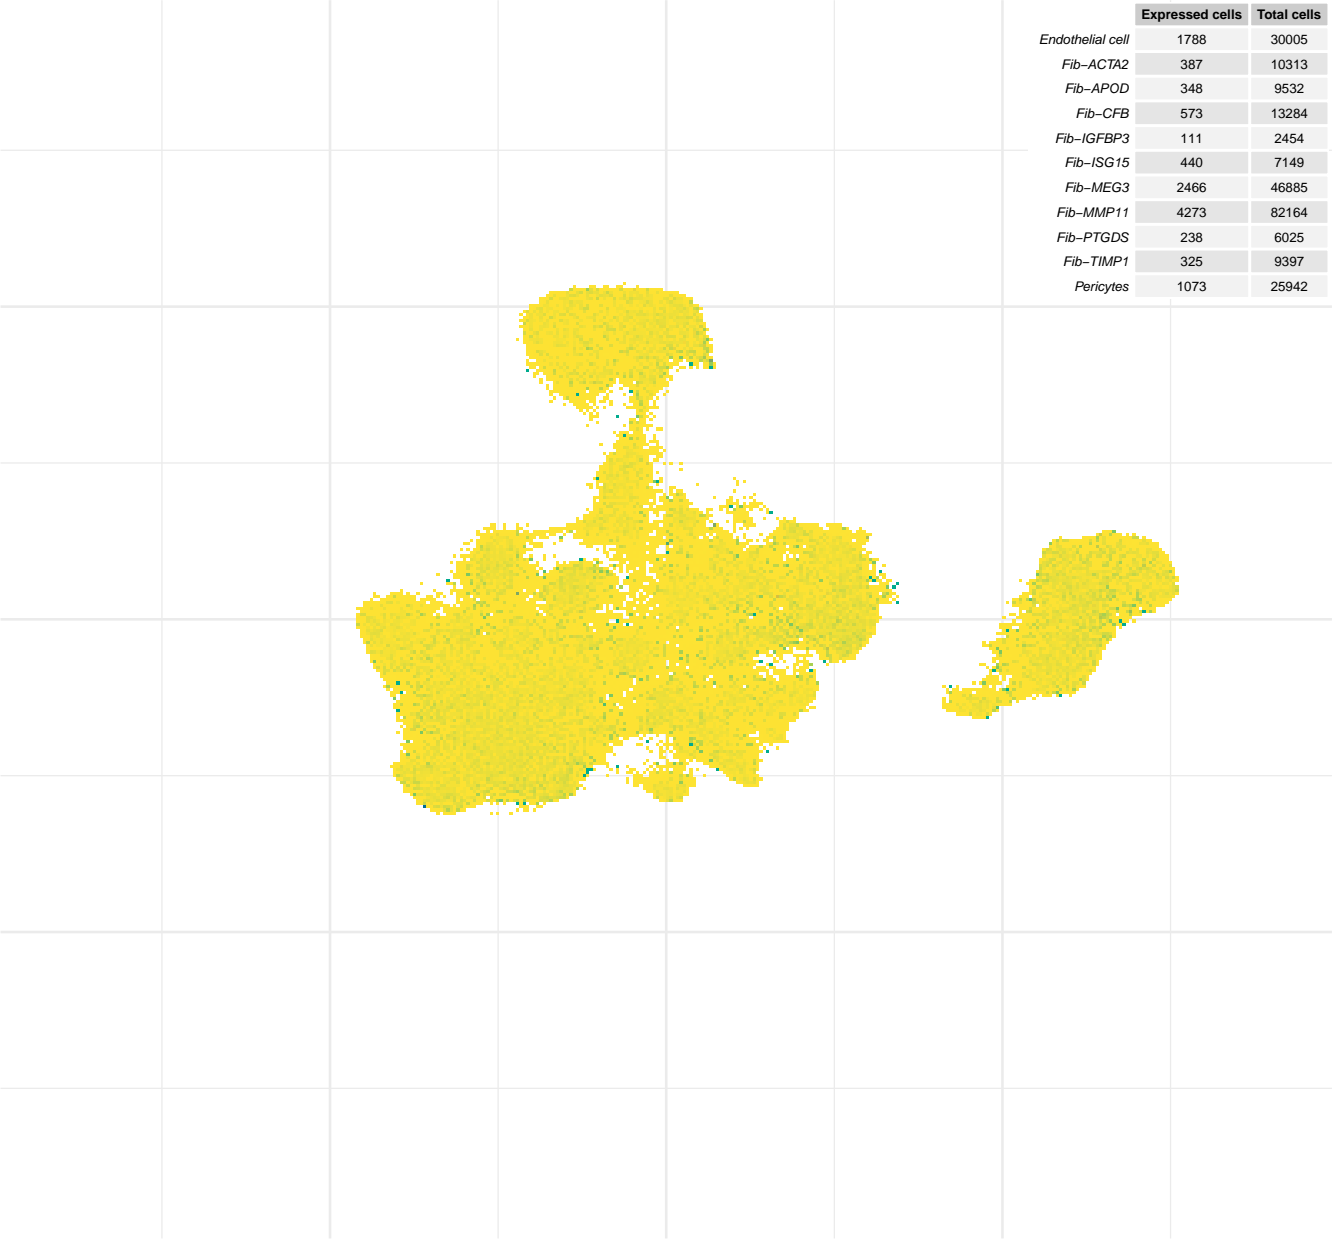 Expressed cells Total cells
Endothelial cell 1788 30005
Fib−ACTA2 387 10313
Fib−APOD 348 9532
Fib−CFB 573 13284
Fib−IGFBP3 111 2454
Fib−ISG15 440 7149
Fib−MEG3 2466 46885
Fib−MMP11 4273 82164
Fib−PTGDS 238 6025
Fib−TIMP1 325 9397
Pericytes 1073 25942